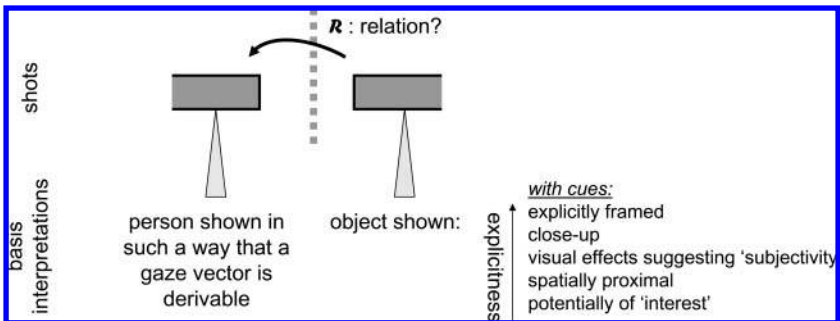 R : relation?
shots
basis
interpretations
person shown in
such a way that a
gaze vector is
derivable
object shown:
explicitness
with cues:
explicitly framed
close-up
visual effects suggesting ‘subjectivity
spatially proximal
potentially of ‘interest’